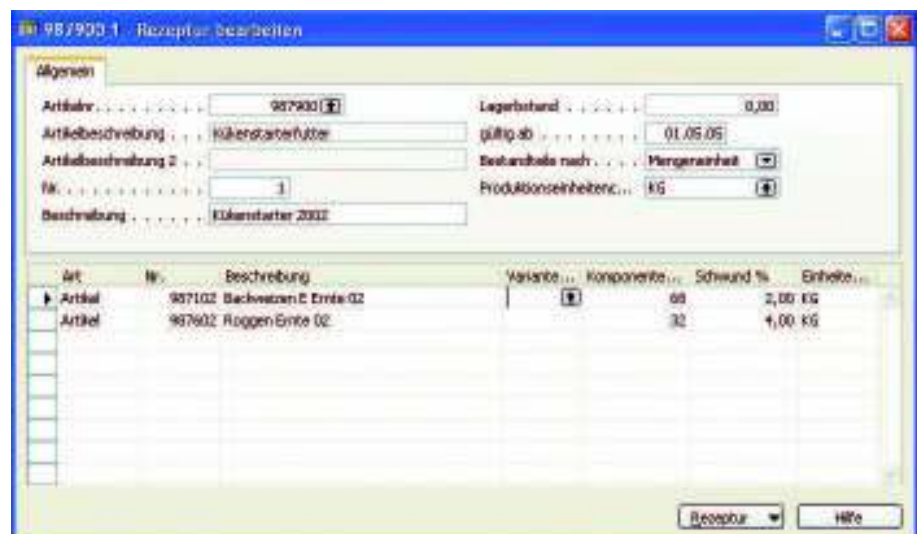 987900 1 - Rezeptur bearbeiten
Allgemein
Artikelnr. . . . . . . . . . 987900
Artikelbeschreibung . . . Kükenstarterfutter
Artikelbeschreibung 2 . .
Nr. . . . . . . . . . . . . 1
Beschreibung . . . . . . Kükenstarter 2002
Lagerbstand . . . . . . 0,00
gültig ab . . . . . . . . 01.05.05
Bestandteile nach . . . . Mengeneinheit
Produktionseinheitenc... KG
Art Nr. Beschreibung Variante... Komponente... Schwund % Einheite...
Artikel 987102 Backweizen E Ernte 02 68 2,00 KG
Artikel 987602 Roggen Ernte 02 32 4,00 KG
Rezeptur Hilfe